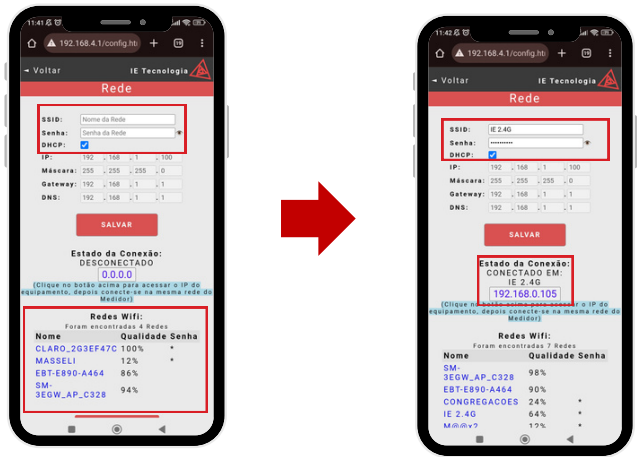 11:41
192.168.4.1/config.ht
19
Voltar
IE Tecnologia
Rede
SSID: Nome da Rede
Senha: Senha da Rede
DHCP:
IP: 192 . 168 . 1 . 100
Máscara: 255 . 255 . 255 . 0
Gateway: 192 . 168 . 1 . 1
DNS: 192 . 168 . 1 . 1
SALVAR
Estado da Conexão:
DESCONECTADO
0.0.0.0
(Clique no botão acima para acessar o IP do
equipamento, depois conecte-se na mesma rede do
Medidor)
Redes Wifi:
Foram encontradas 4 Redes
Nome Qualidade Senha
CLARO_2G3EF47C 100% *
MASSELI 12% *
EBT-E890-A464 86%
SM-
3EGW_AP_C328 94%
11:42
192.168.4.1/config.ht
19
Voltar
IE Tecnologia
Rede
SSID: IE 2.4G
Senha: ••••••••••
DHCP:
IP: 192 . 168 . 1 . 100
Máscara: 255 . 255 . 255 . 0
Gateway: 192 . 168 . 1 . 1
DNS: 192 . 168 . 1 . 1
SALVAR
Estado da Conexão:
CONECTADO EM:
IE 2.4G
192.168.0.105
(Clique no botão acima para acessar o IP do
equipamento, depois conecte-se na mesma rede do
Medidor)
Redes Wifi:
Foram encontradas 7 Redes
Nome Qualidade Senha
SM-
3EGW_AP_C328 98%
EBT-E890-A464 90%
CONGREGACOES 24% *
IE 2.4G 64% *
M@@x2 12% *